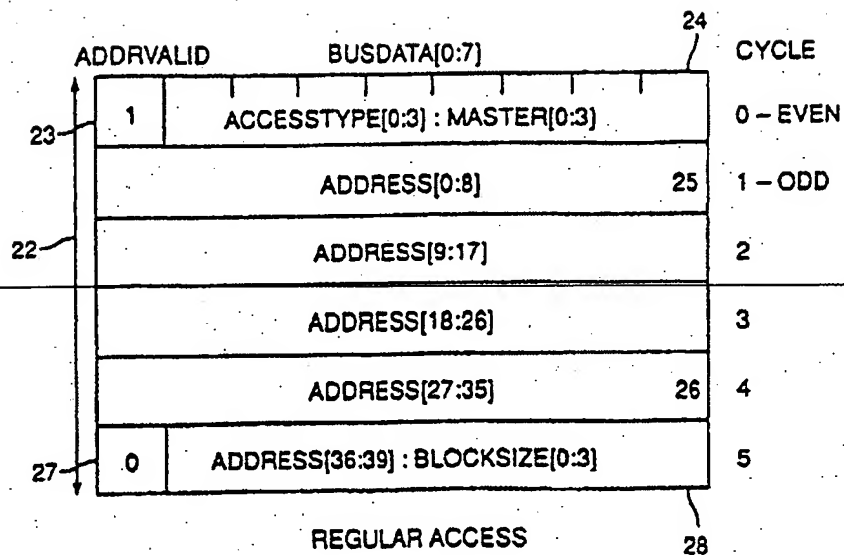 24
ADDRVALID BUSDATA[0:7] CYCLE
23 1 ACCESSTYPE[0:3] : MASTER[0:3] 0 – EVEN
ADDRESS[0:8] 25 1 – ODD
22 ADDRESS[9:17] 2
ADDRESS[18:26] 3
ADDRESS[27:35] 26 4
27 0 ADDRESS[36:39] : BLOCKSIZE[0:3] 5
REGULAR ACCESS 28